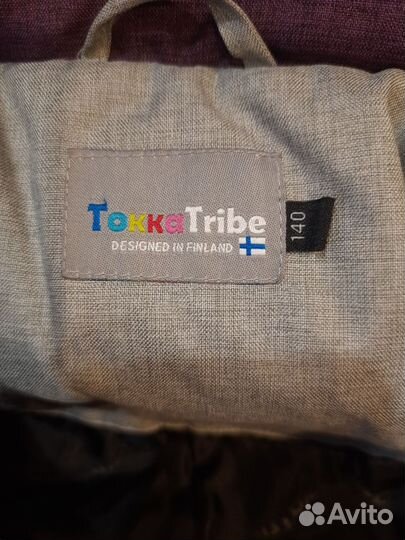 TokkaTribe
DESIGNED IN FINLAND
140
Avito